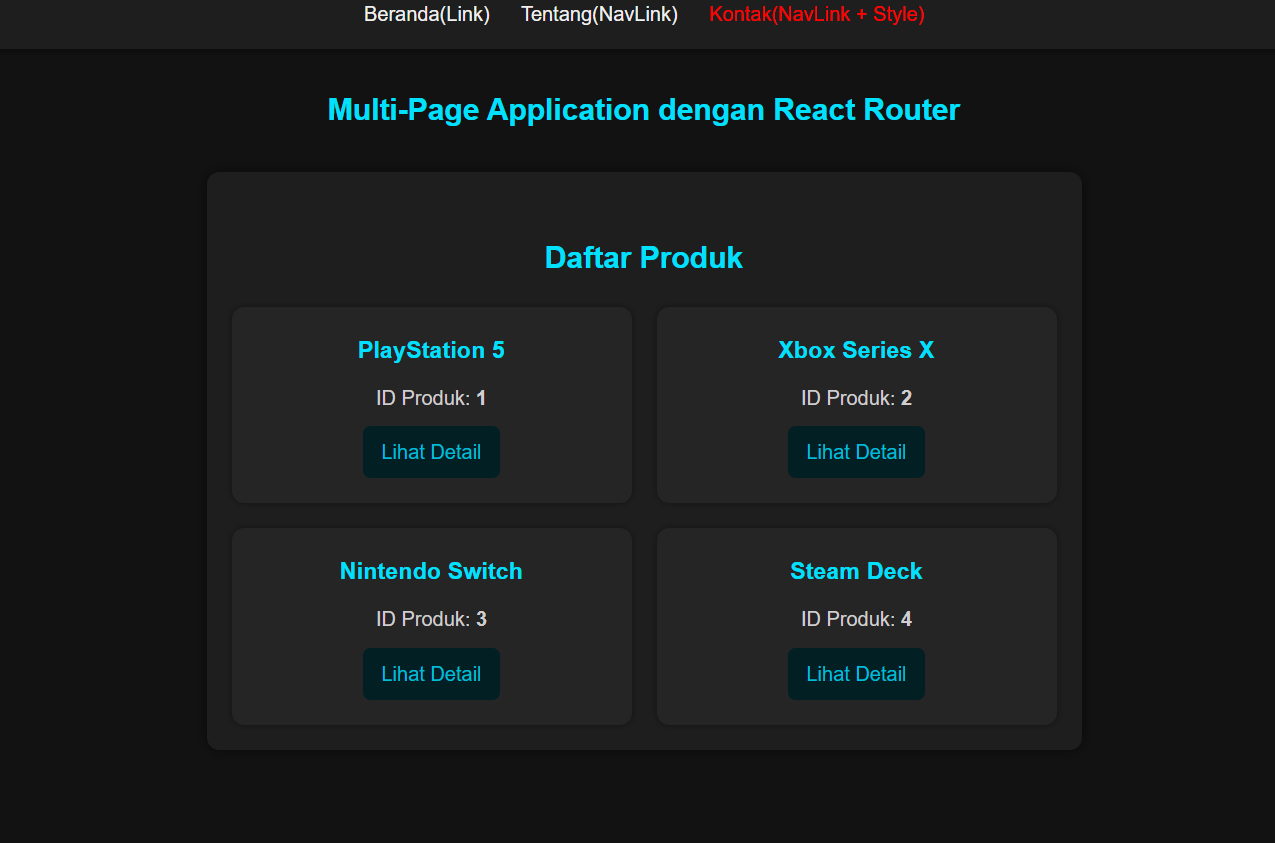 Beranda(Link) Tentang(NavLink) Kontak(NavLink + Style)
Multi-Page Application dengan React Router
Daftar Produk
PlayStation 5
ID Produk: 1
Lihat Detail
Xbox Series X
ID Produk: 2
Lihat Detail
Nintendo Switch
ID Produk: 3
Lihat Detail
Steam Deck
ID Produk: 4
Lihat Detail